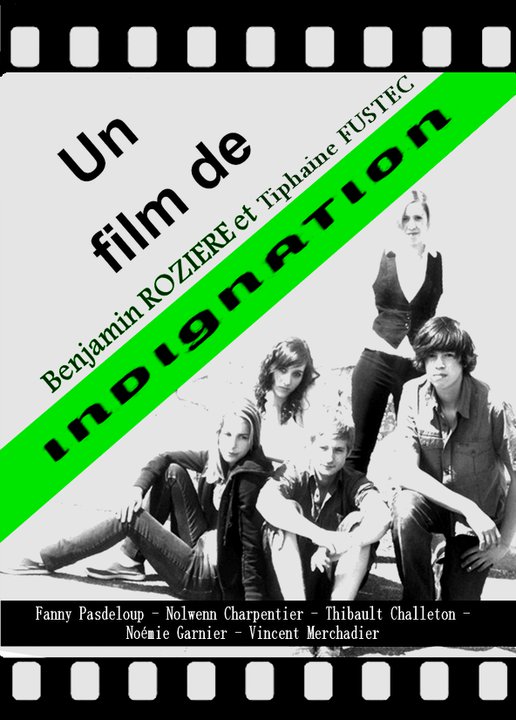 Un
film de
Benjamin ROZIERE et Tiphaine FUSTEC
INDIGNATION
Fanny Pasdeloup - Nolwenn Charpentier - Thibault Challeton -
Noémie Garnier - Vincent Merchadier